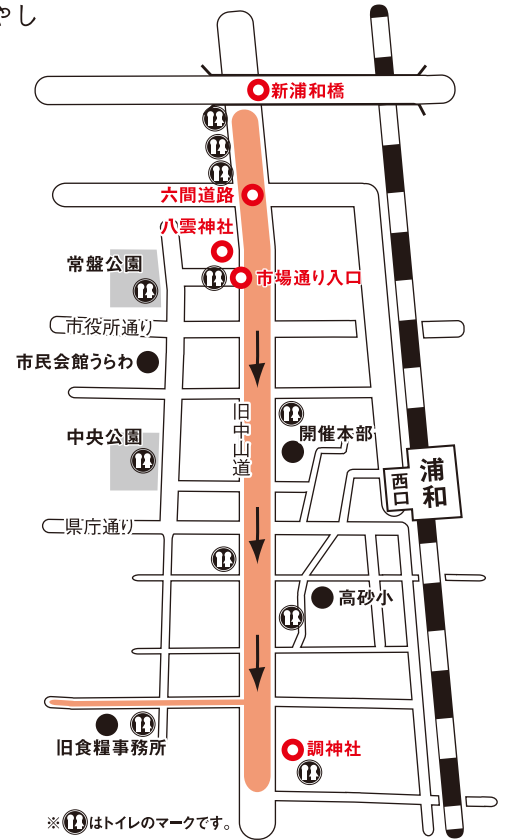 やし
新浦和橋
六間道路
八雲神社
常盤公園
市場通り入口
市役所通り
市民会館うらわ
旧中山道
開催本部
中央公園
浦和
西口
県庁通り
高砂小
旧食糧事務所
調神社
※はトイレのマークです。